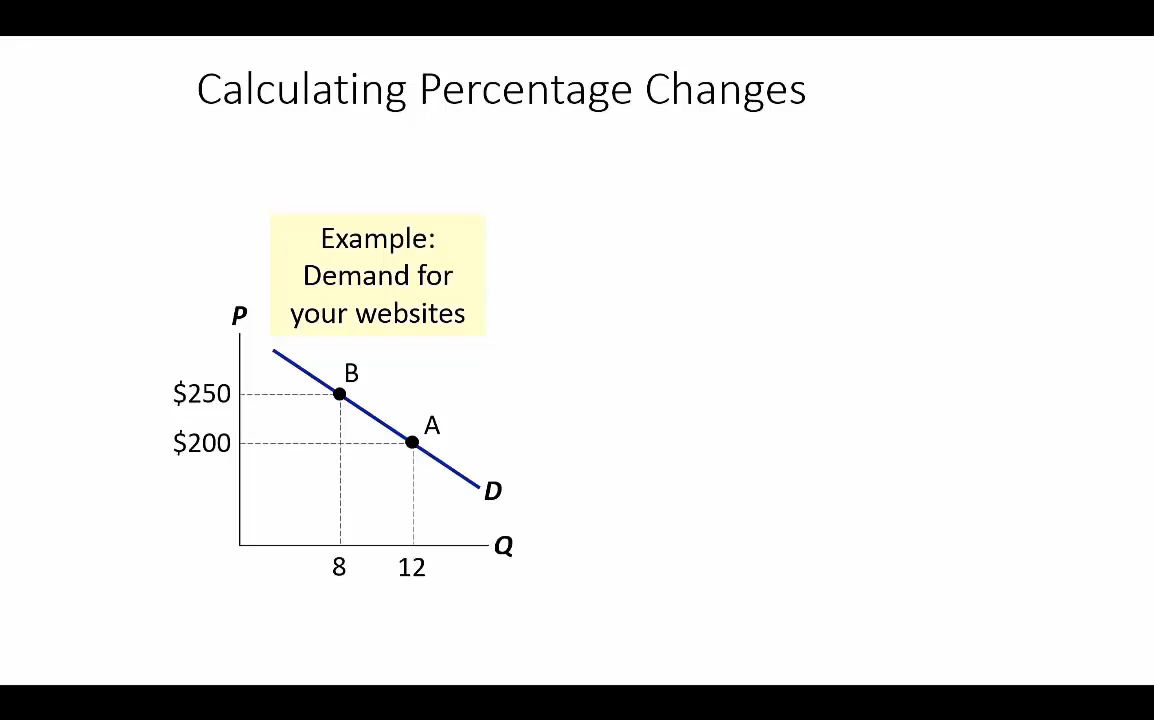 Calculating Percentage Changes
Example:
Demand for
your websites
P
B
$250
A
$200
D
Q
8
12